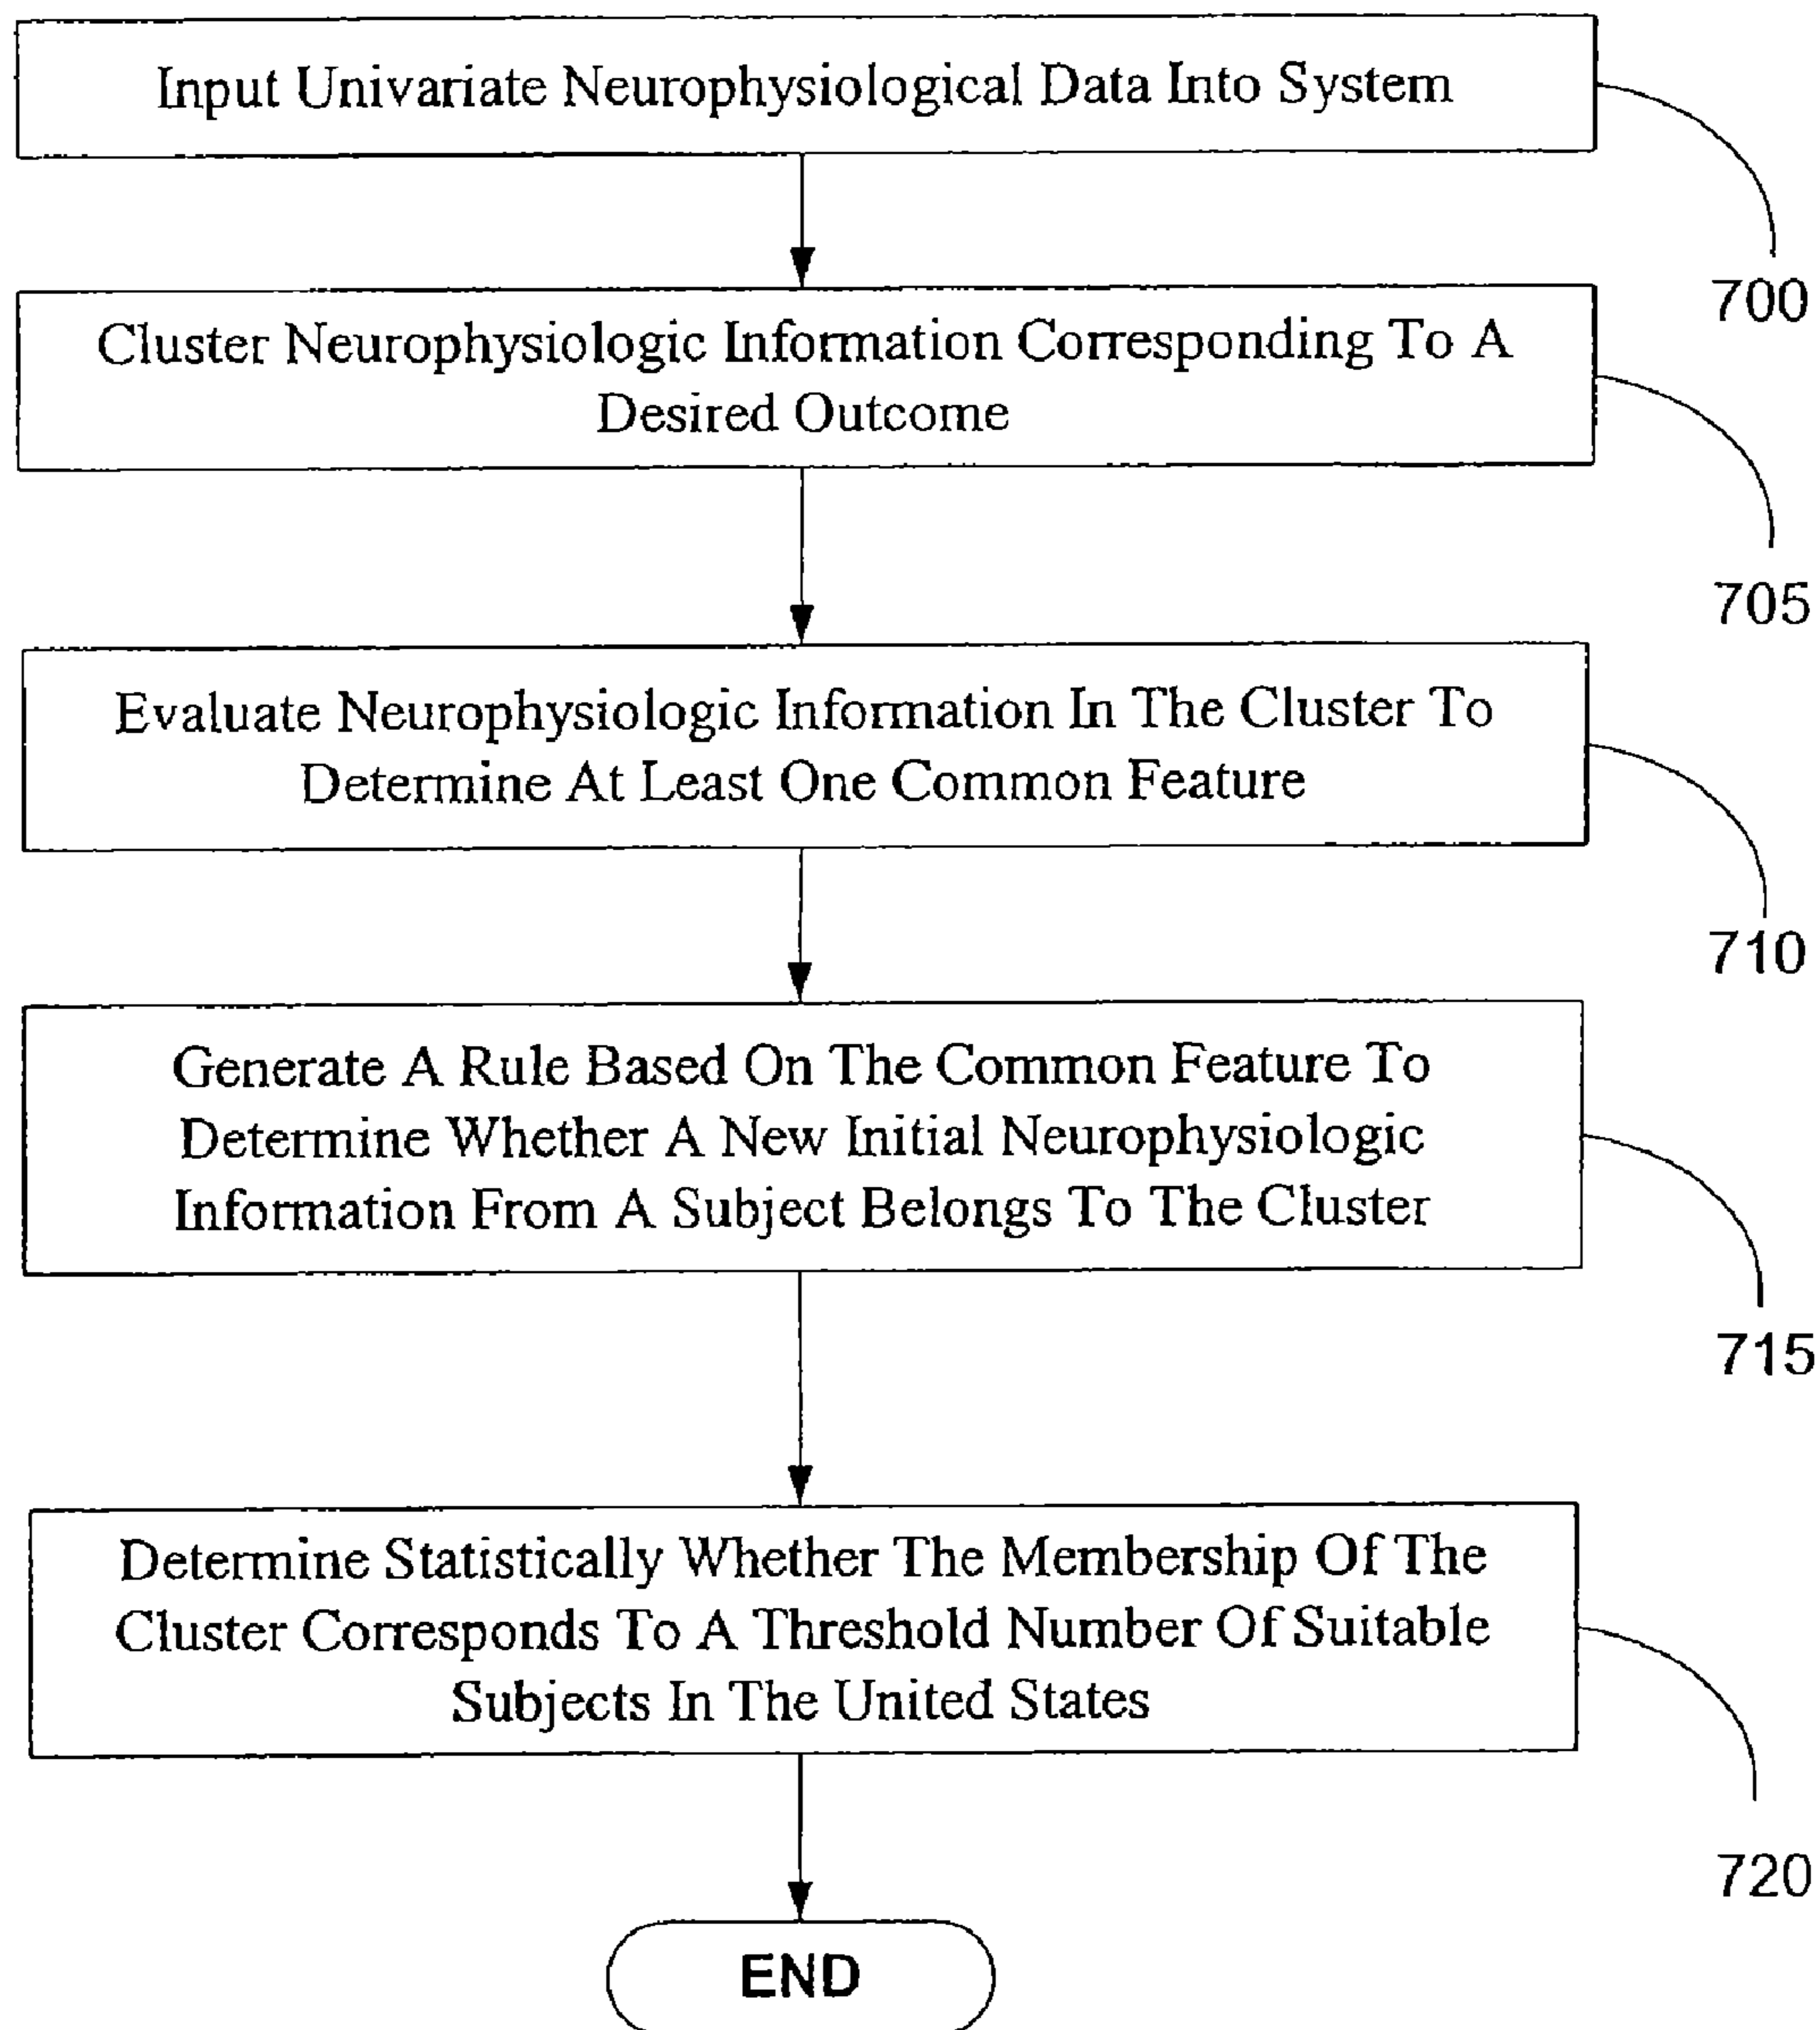 Input Univariate Neurophysiological Data Into System
700
Cluster Neurophysiologic Information Corresponding To A
Desired Outcome
705
Evaluate Neurophysiologic Information In The Cluster To
Determine At Least One Common Feature
710
Generate A Rule Based On The Common Feature To
Determine Whether A New Initial Neurophysiologic
Information From A Subject Belongs To The Cluster
715
Determine Statistically Whether The Membership Of The
Cluster Corresponds To A Threshold Number Of Suitable
Subjects In The United States
720
END